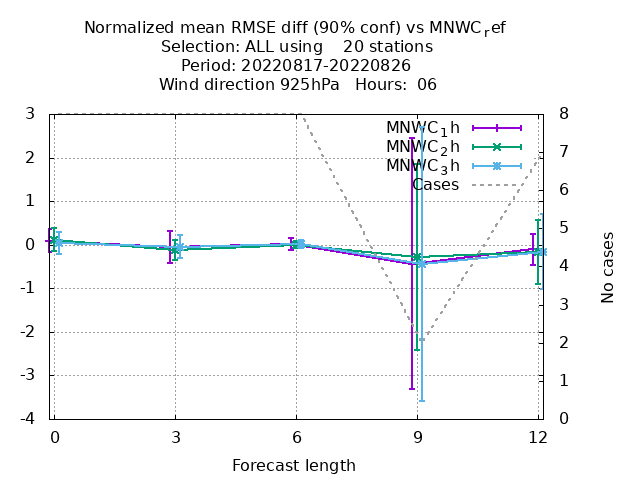 Normalized mean RMSE diff (90% conf) vs MNWC_ref
Selection: ALL using    20 stations
Period: 20220817-20220826
Wind direction 925hPa   Hours:  06
3 8
MNWC_1h
7
2 MNWC_2h
MNWC_3h
6
Cases
1
5
0
4
-1
3
-2
2
-3
1
-4 0
No cases
0 3 6 9 12
Forecast length